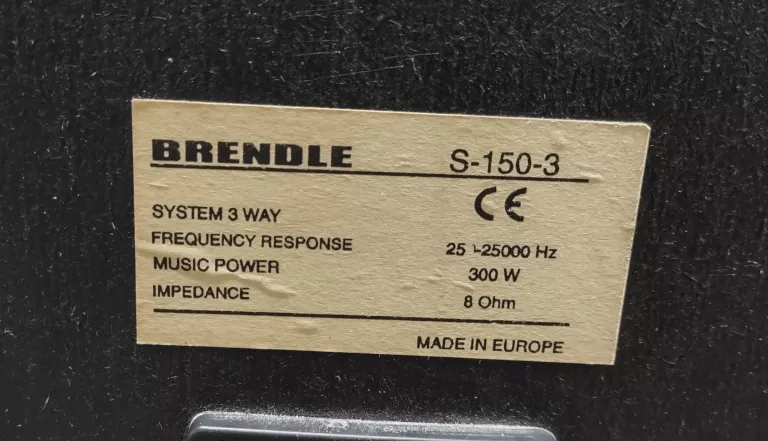 BRENDLE S-150-3
CE
SYSTEM 3 WAY
FREQUENCY RESPONSE 25 -25000 Hz
MUSIC POWER 300 W
IMPEDANCE 8 Ohm
MADE IN EUROPE